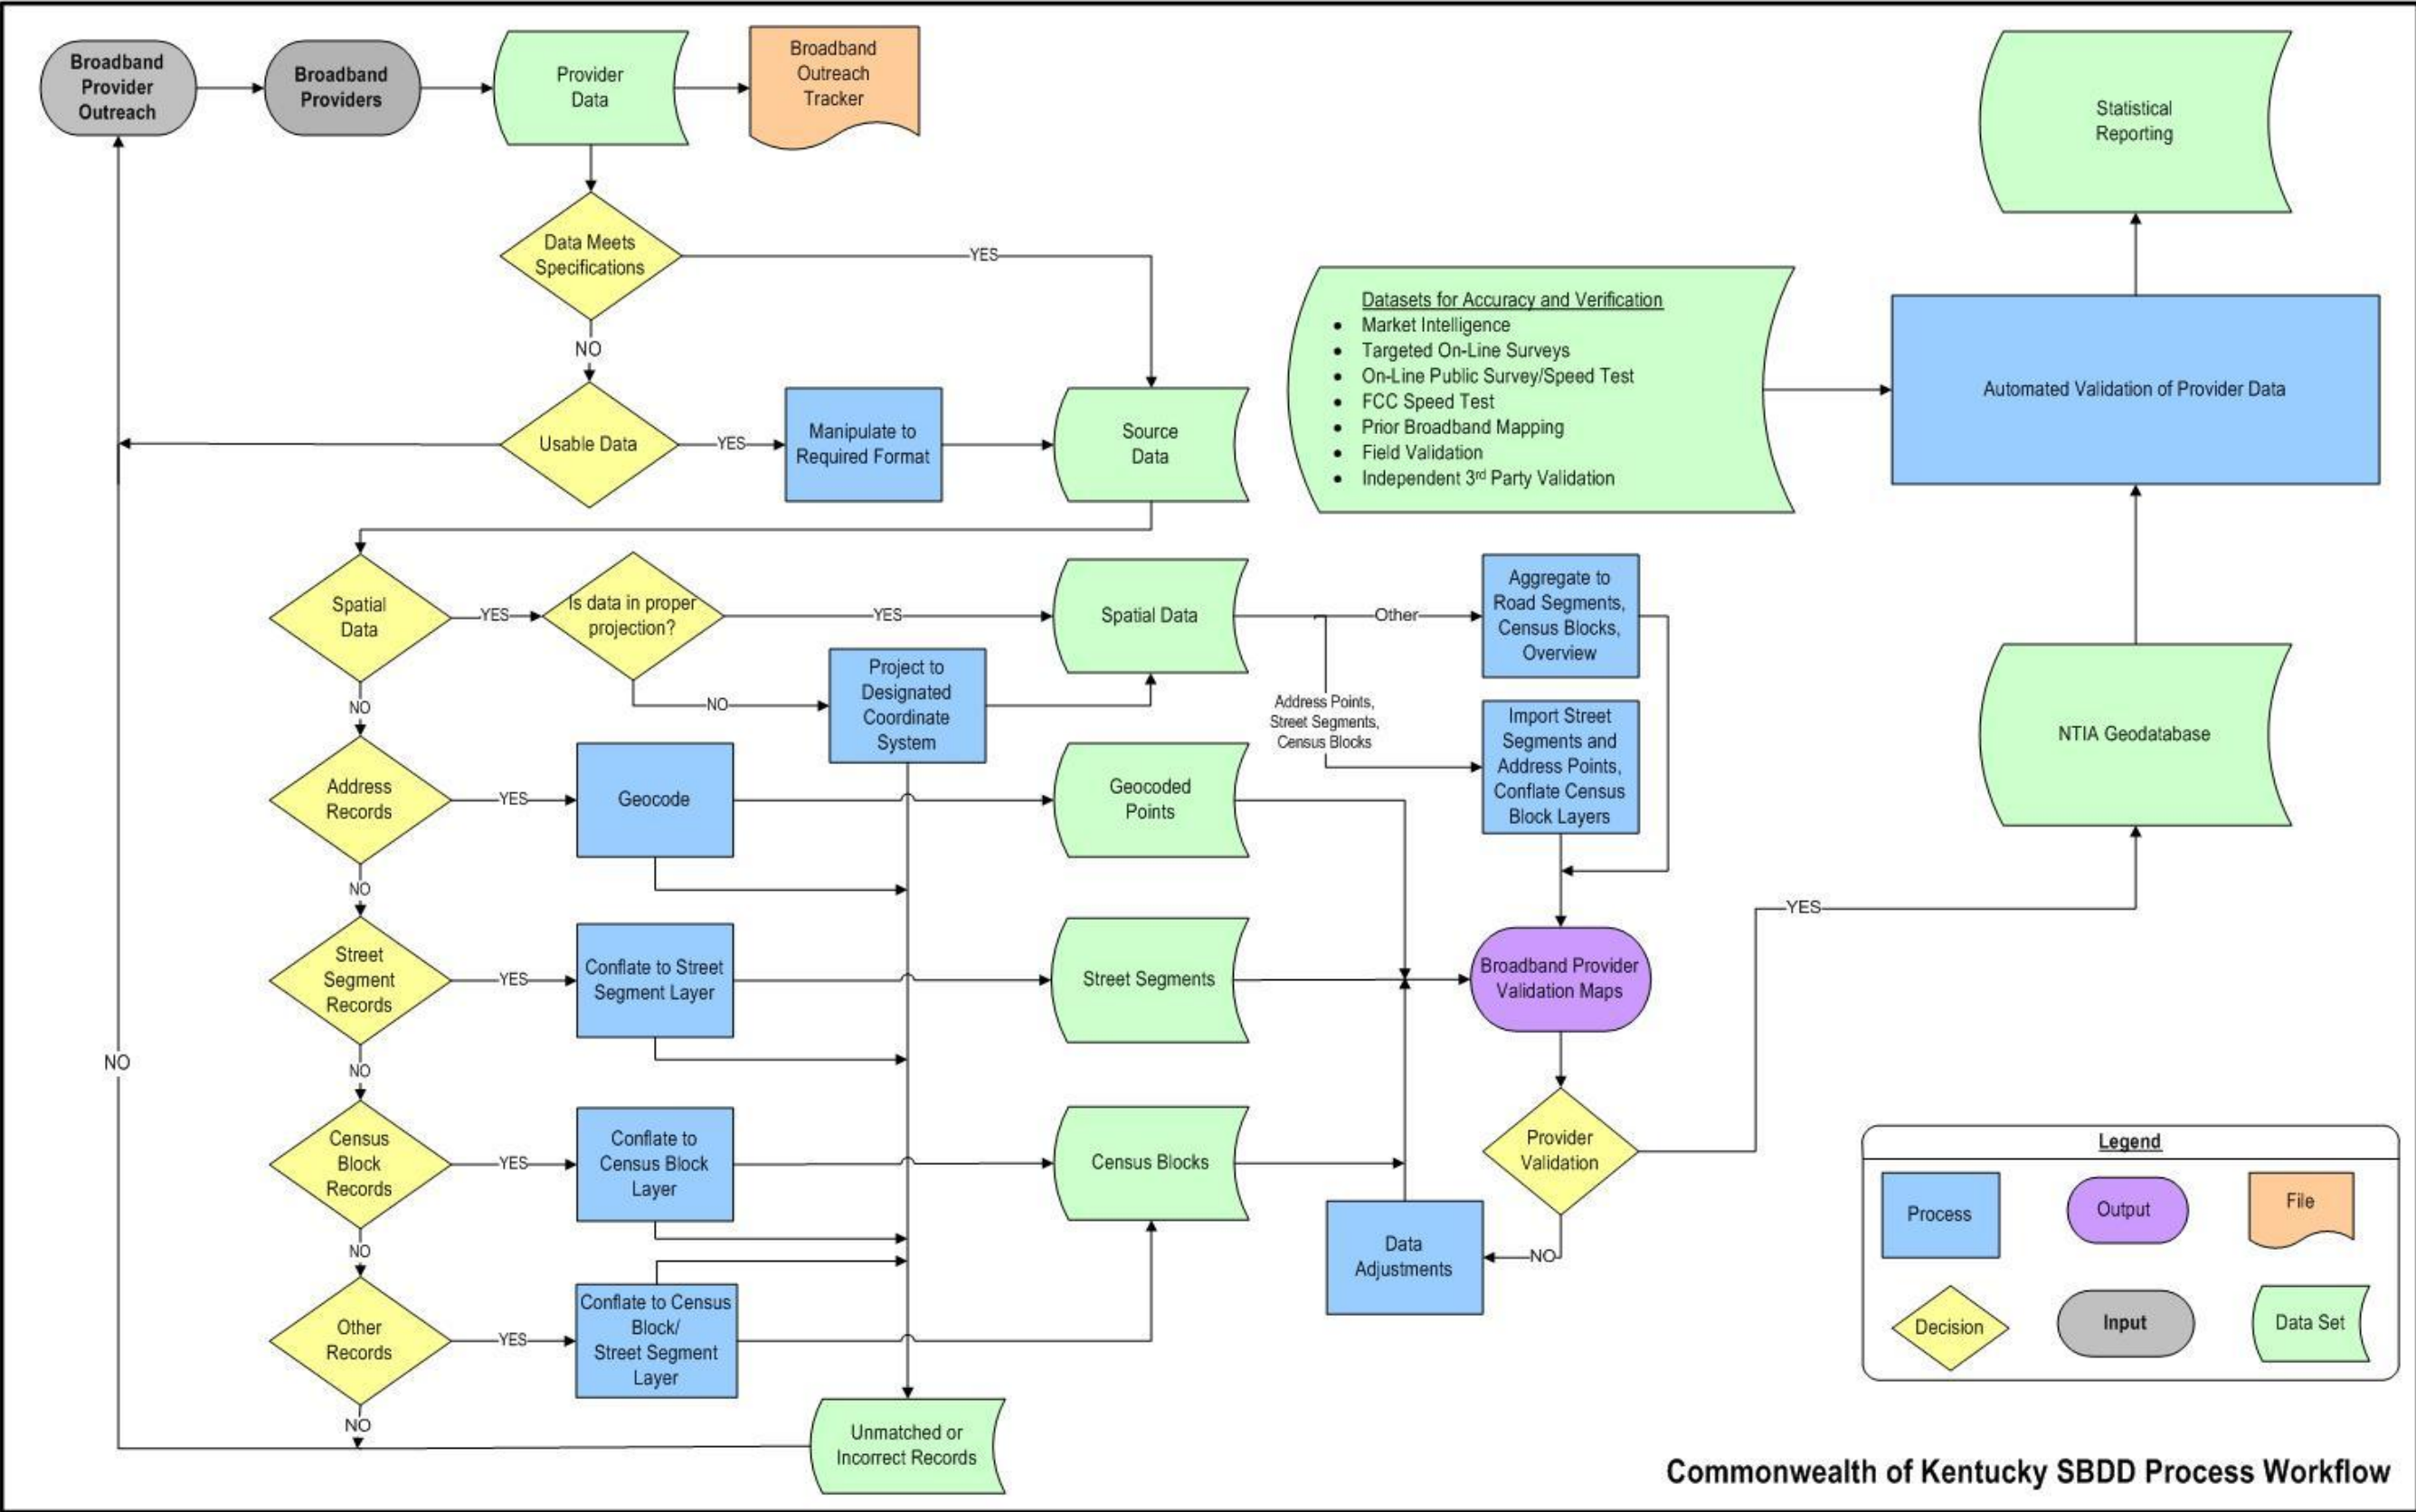 Broadband
Provider
Outreach
Broadband
Providers
Provider
Data
Broadband
Outreach
Tracker
Statistical
Reporting
Data Meets
Specifications
YES
NO
Datasets for Accuracy and Verification
• Market Intelligence
• Targeted On-Line Surveys
• On-Line Public Survey/Speed Test
• FCC Speed Test
• Prior Broadband Mapping
• Field Validation
• Independent 3rd Party Validation
Automated Validation of Provider Data
Usable Data
YES
Manipulate to
Required Format
Source
Data
Spatial
Data
YES
Is data in proper
projection?
YES
Spatial Data
Other
Aggregate to
Road Segments,
Census Blocks,
Overview
NO
NO
Project to
Designated
Coordinate
System
Address Points,
Street Segments,
Census Blocks
Import Street
Segments and
Address Points,
Conflate Census
Block Layers
NTIA Geodatabase
Address
Records
YES
Geocode
Geocoded
Points
NO
YES
Street
Segment
Records
YES
Conflate to Street
Segment Layer
Street Segments
Broadband Provider
Validation Maps
NO
NO
Census
Block
Records
YES
Conflate to
Census Block
Layer
Census Blocks
Provider
Validation
NO
NO
Data
Adjustments
Other
Records
YES
Conflate to Census
Block/
Street Segment
Layer
NO
Unmatched or
Incorrect Records
Legend
Process
Output
File
Decision
Input
Data Set
Commonwealth of Kentucky SBDD Process Workflow